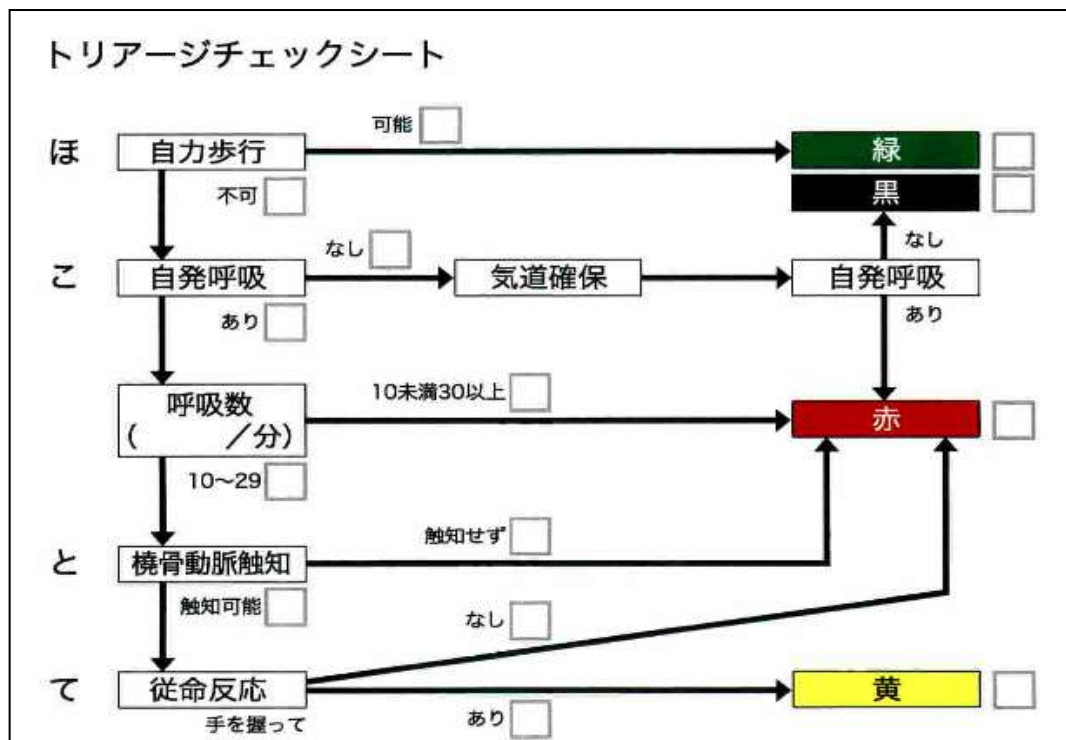 トリアージチェックシート
ほ 自力歩行 可能 緑
不可 黒
なし なし
こ 自発呼吸 気道確保 自発呼吸
あり あり
呼吸数 10未満30以上 赤
( /分)
10〜29
触知せず
と 橈骨動脈触知
触知可能 なし
て 従命反応 黄
手を握って あり